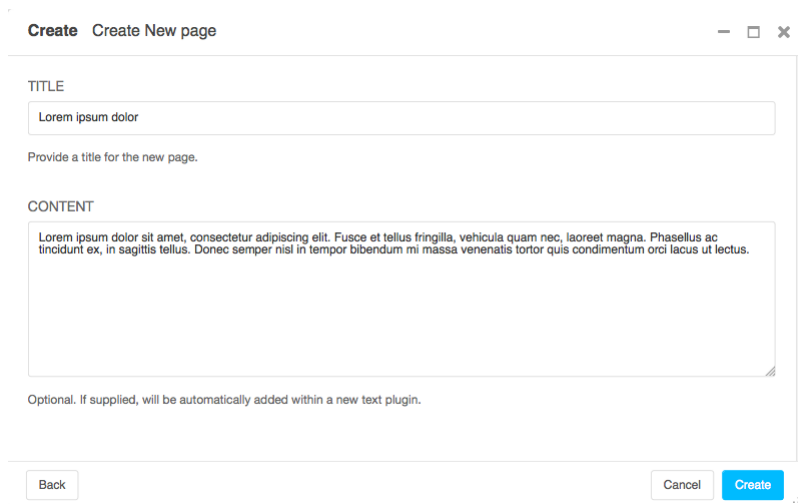 Create Create New page
TITLE
Lorem ipsum dolor
Provide a title for the new page.
CONTENT
Lorem ipsum dolor sit amet, consectetur adipiscing elit. Fusce et tellus fringilla, vehicula quam nec, laoreet magna. Phasellus ac
tincidunt ex, in sagittis tellus. Donec semper nisl in tempor bibendum mi massa venenatis tortor quis condimentum orci lacus ut lectus.
Optional. If supplied, will be automatically added within a new text plugin.
Back Cancel Create